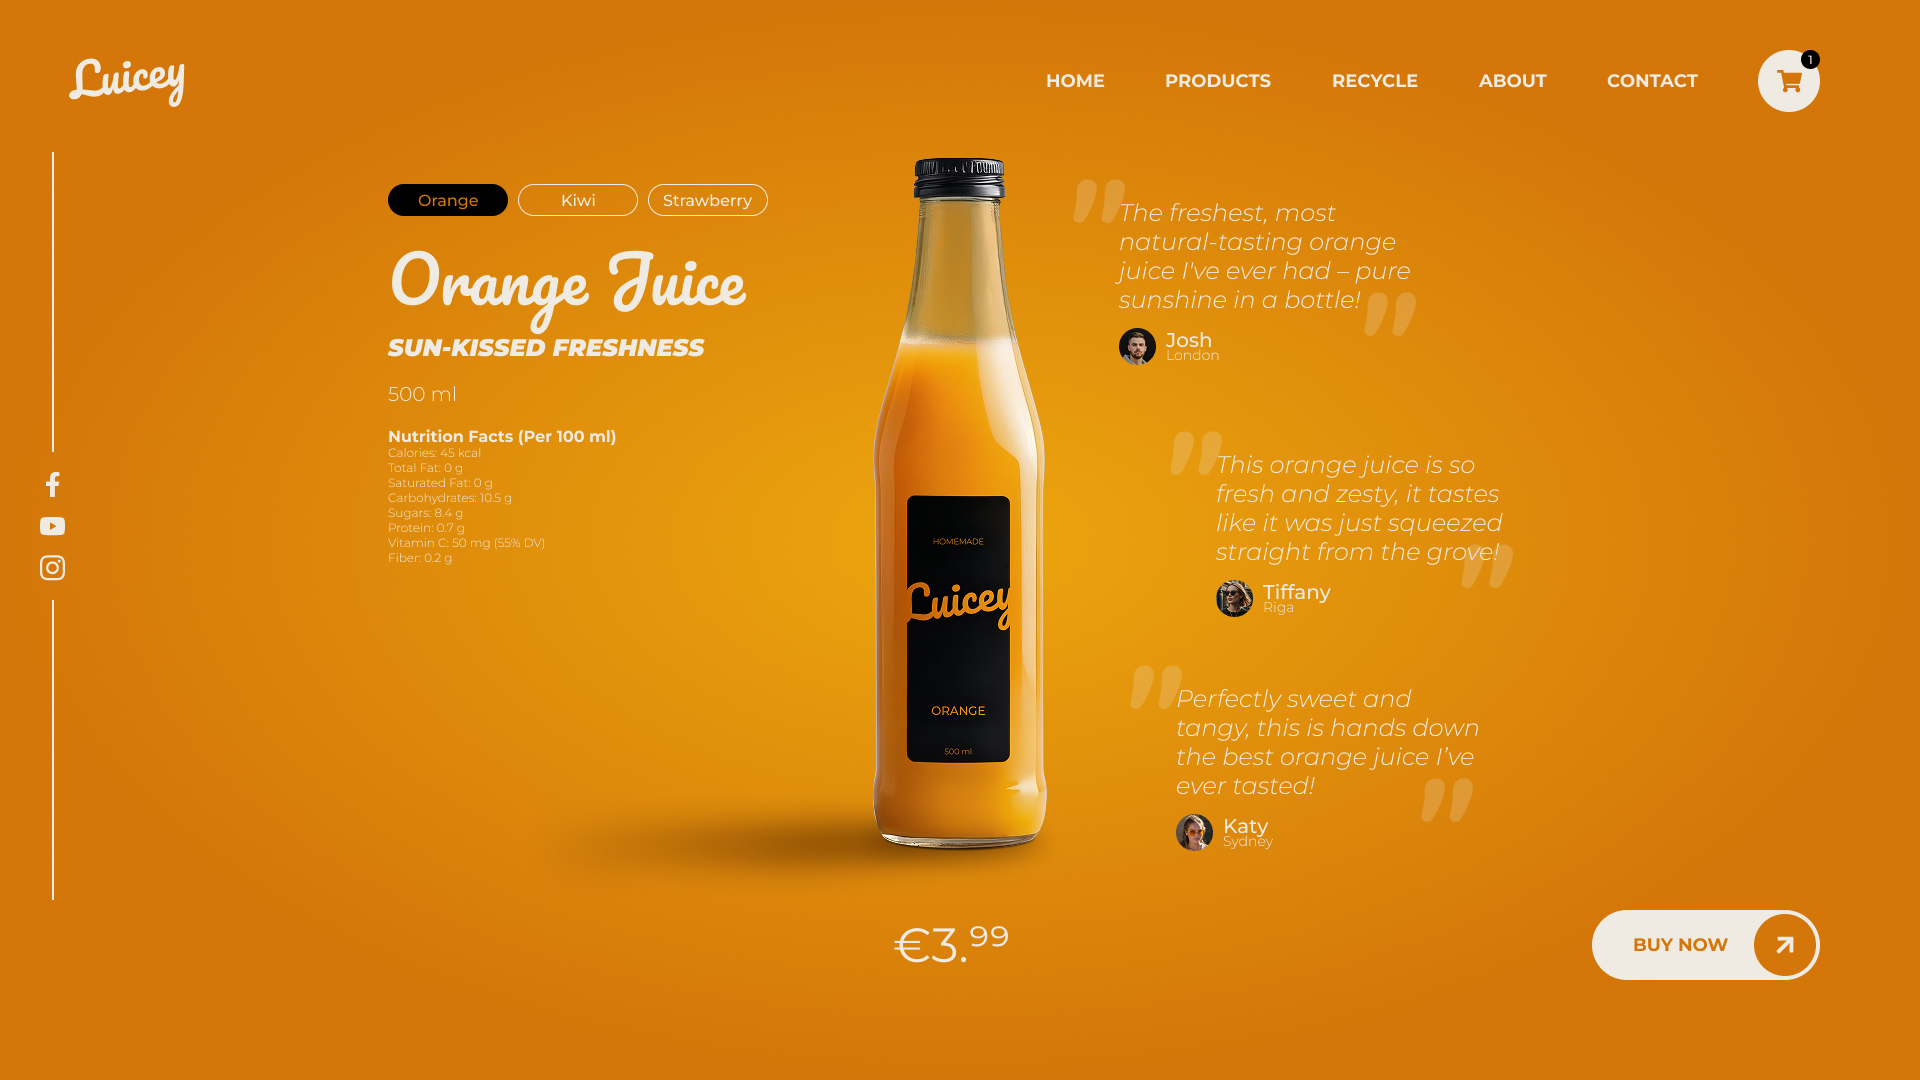 Luicey
HOME
PRODUCTS
RECYCLE
ABOUT
CONTACT
1
Orange
Kiwi
Strawberry
Orange Juice
SUN-KISSED FRESHNESS
500 ml
Nutrition Facts (Per 100 ml)
Calories: 45 kcal
Total Fat: 0 g
Saturated Fat: 0 g
Carbohydrates: 10.5 g
Sugars: 8.4 g
Protein: 0.7 g
Vitamin C: 50 mg (55% DV)
Fiber: 0.2 g
HOMEMADE
Luicey
ORANGE
500 ml
"The freshest, most
natural-tasting orange
juice I've ever had – pure
sunshine in a bottle!"
Josh
London
"This orange juice is so
fresh and zesty, it tastes
like it was just squeezed
straight from the grove!"
Tiffany
Riga
"Perfectly sweet and
tangy, this is hands down
the best orange juice I’ve
ever tasted!"
Katy
Sydney
€3.99
BUY NOW